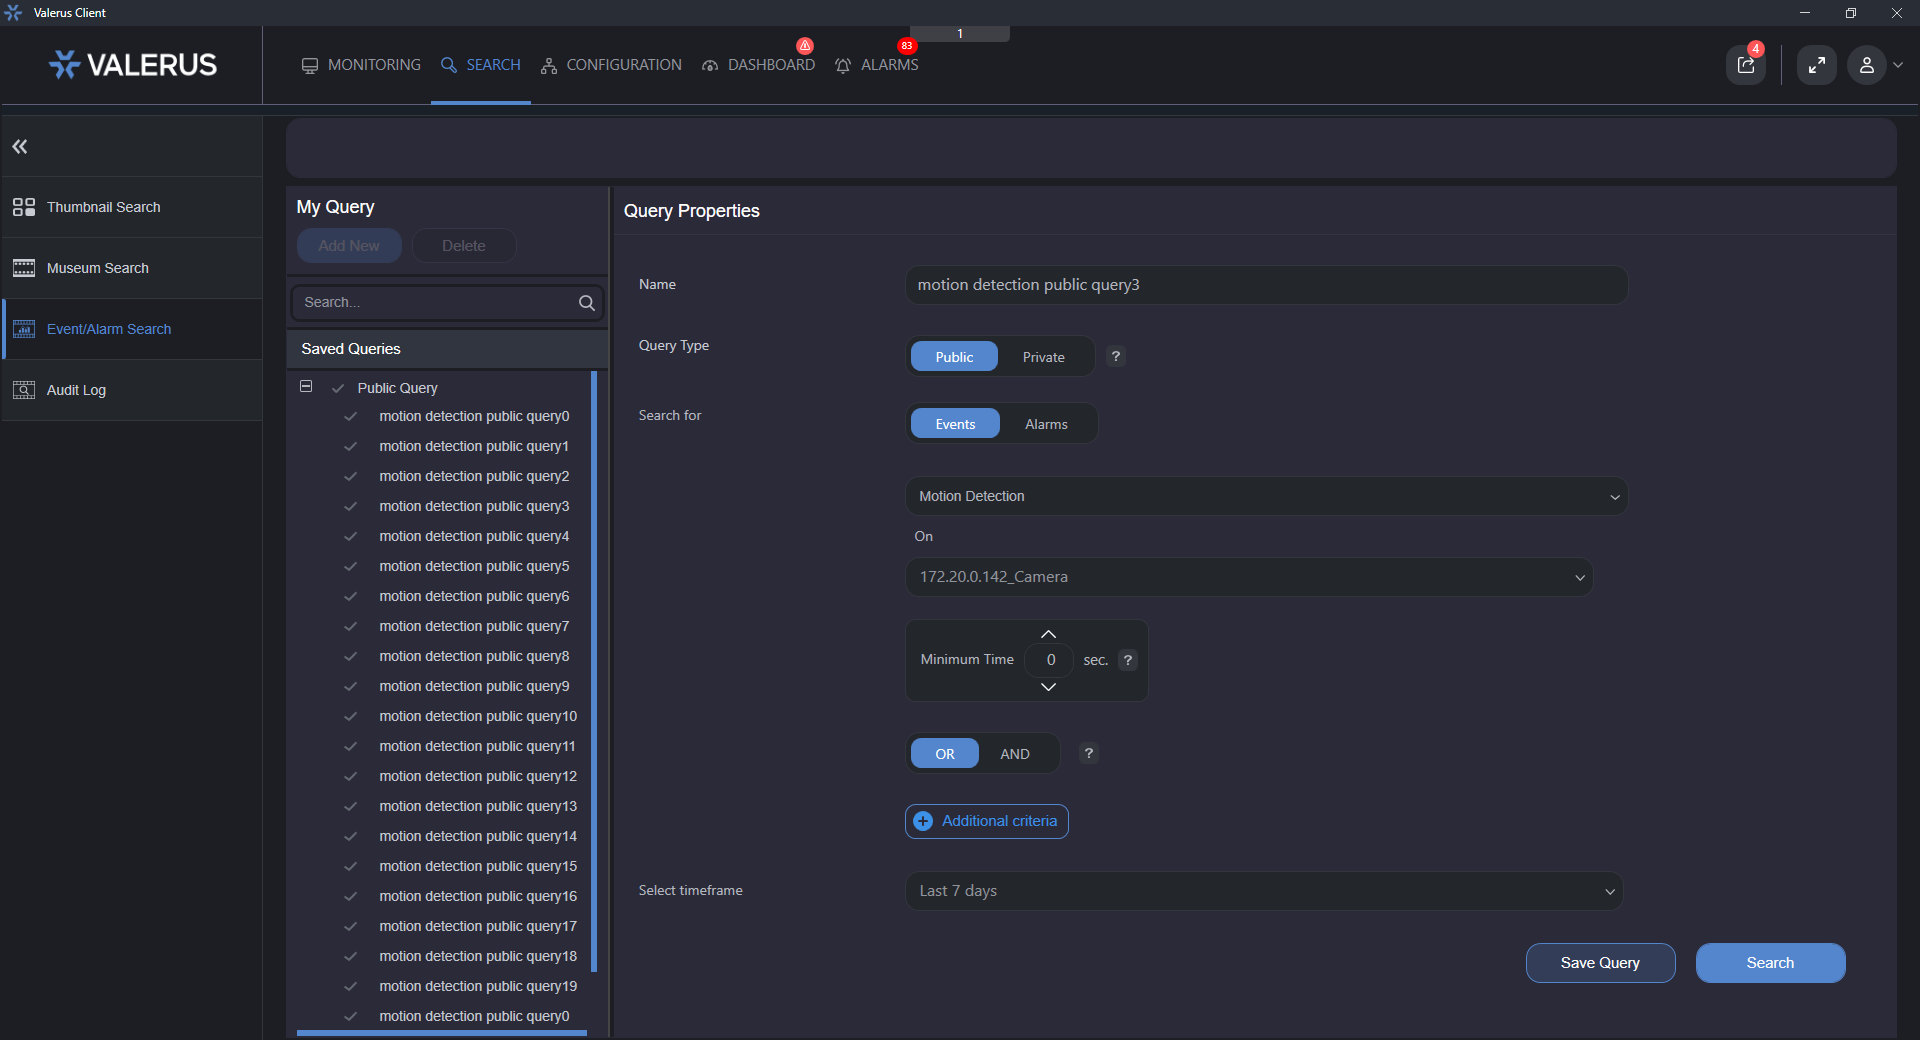 Valerus Client
VALERUS
MONITORING
SEARCH
CONFIGURATION
DASHBOARD
83
ALARMS
1
4
Thumbnail Search
Museum Search
Event/Alarm Search
Audit Log
My Query
Add New
Delete
Search...
Saved Queries
Public Query
motion detection public query0
motion detection public query1
motion detection public query2
motion detection public query3
motion detection public query4
motion detection public query5
motion detection public query6
motion detection public query7
motion detection public query8
motion detection public query9
motion detection public query10
motion detection public query11
motion detection public query12
motion detection public query13
motion detection public query14
motion detection public query15
motion detection public query16
motion detection public query17
motion detection public query18
motion detection public query19
motion detection public query0
Query Properties
Name
motion detection public query3
Query Type
Public
Private
?
Search for
Events
Alarms
Motion Detection
On
172.20.0.142_Camera
Minimum Time
0
sec.
?
OR
AND
?
Additional criteria
Select timeframe
Last 7 days
Save Query
Search